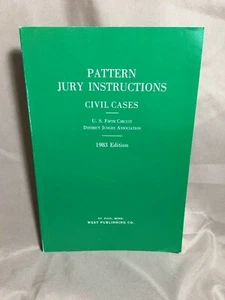 PATTERN
JURY INSTRUCTIONS
CIVIL CASES
U. S. FIFTH CIRCUIT
DISTRICT JUDGES ASSOCIATION
1983 Edition
ST. PAUL, MINN.
WEST PUBLISHING CO.